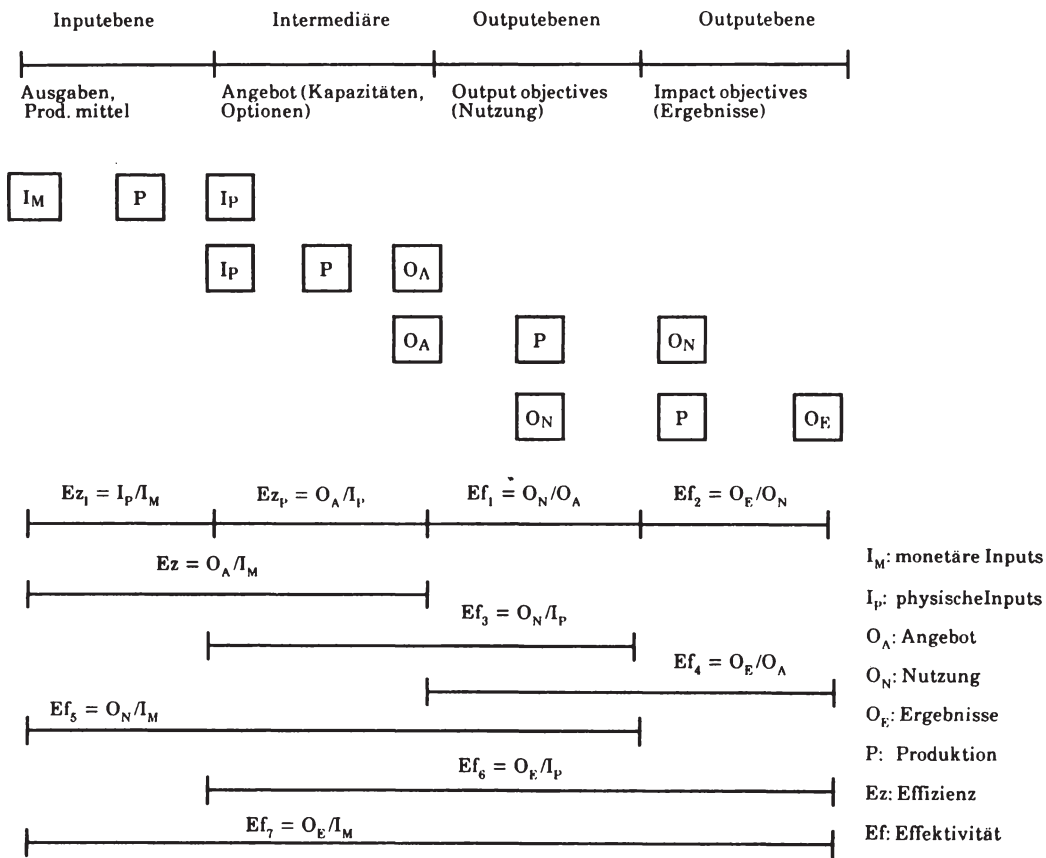 Inputebene Intermediäre Outputebenen Outputebene
Ausgaben, Angebot (Kapazitäten, Output objectives Impact objectives
Prod. mittel Optionen) (Nutzung) (Ergebnisse)
I_M P I_P
I_P P O_A
O_A P O_N
O_N P O_E
Ez_I = I_P/I_M Ez_P = O_A/I_P Ef_1 = O_N/O_A Ef_2 = O_E/O_N
Ez = O_A/I_M
Ef_3 = O_N/I_P
Ef_4 = O_E/O_A
Ef_5 = O_N/I_M
Ef_6 = O_E/I_P
Ef_7 = O_E/I_M
I_M: monetäre Inputs
I_P: physischeInputs
O_A: Angebot
O_N: Nutzung
O_E: Ergebnisse
P: Produktion
Ez: Effizienz
Ef: Effektivität